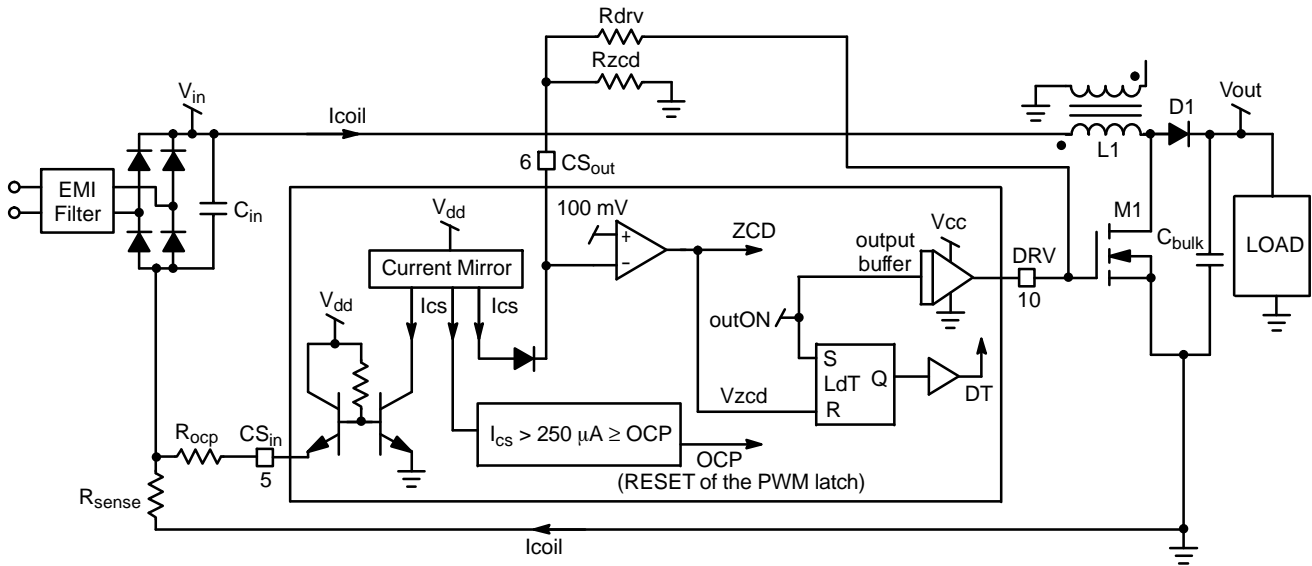 Rdrv
Rzcd
Vin
Icoil
Vout
D1
L1
6 CSout
EMI
Filter
Cin
Vdd
100 mV
+
−
ZCD
Vcc
output
buffer
DRV
10
M1
Cbulk
LOAD
Current Mirror
Vdd
Ics
Ics
outON
S
LdT
Q
R
DT
Vzcd
Rocp
CSin
5
Ics > 250 μA ≥ OCP
OCP
(RESET of the PWM latch)
Rsense
Icoil